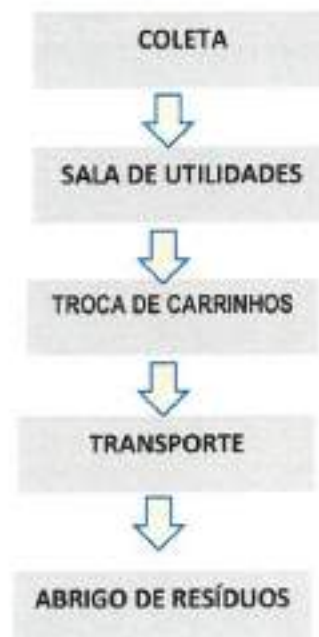 COLETA
SALA DE UTILIDADES
TROCA DE CARRINHOS
TRANSPORTE
ABRIGO DE RESÍDUOS